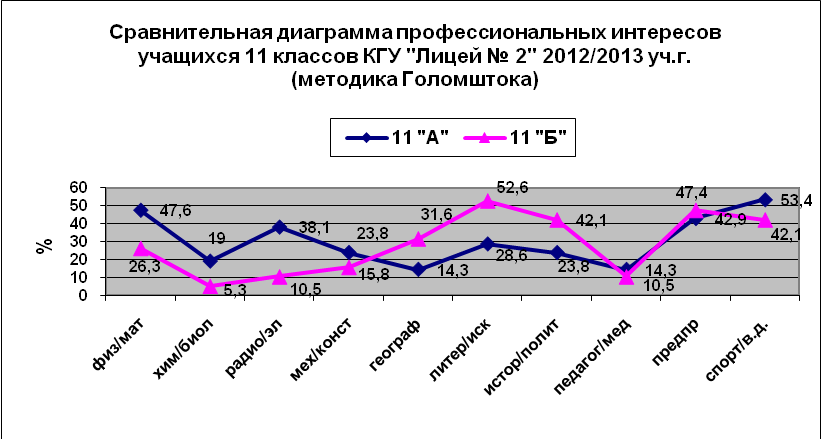 Сравнительная диаграмма профессиональных интересов
учащихся 11 классов КГУ "Лицей № 2" 2012/2013 уч.г.
(методика Голомштока)
11 "А" 11 "Б"
%
60
50
40
30
20
10
0
47,6 19 38,1 23,8 14,3 28,6 23,8 14,3 42,9 53,4
26,3 5,3 10,5 15,8 31,6 52,6 42,1 10,5 47,4 42,1
физ/мат
хим/биол
радио/эл
мех/конст
географ
литер/иск
истор/полит
педагог/мед
предпр
спорт/в.д.